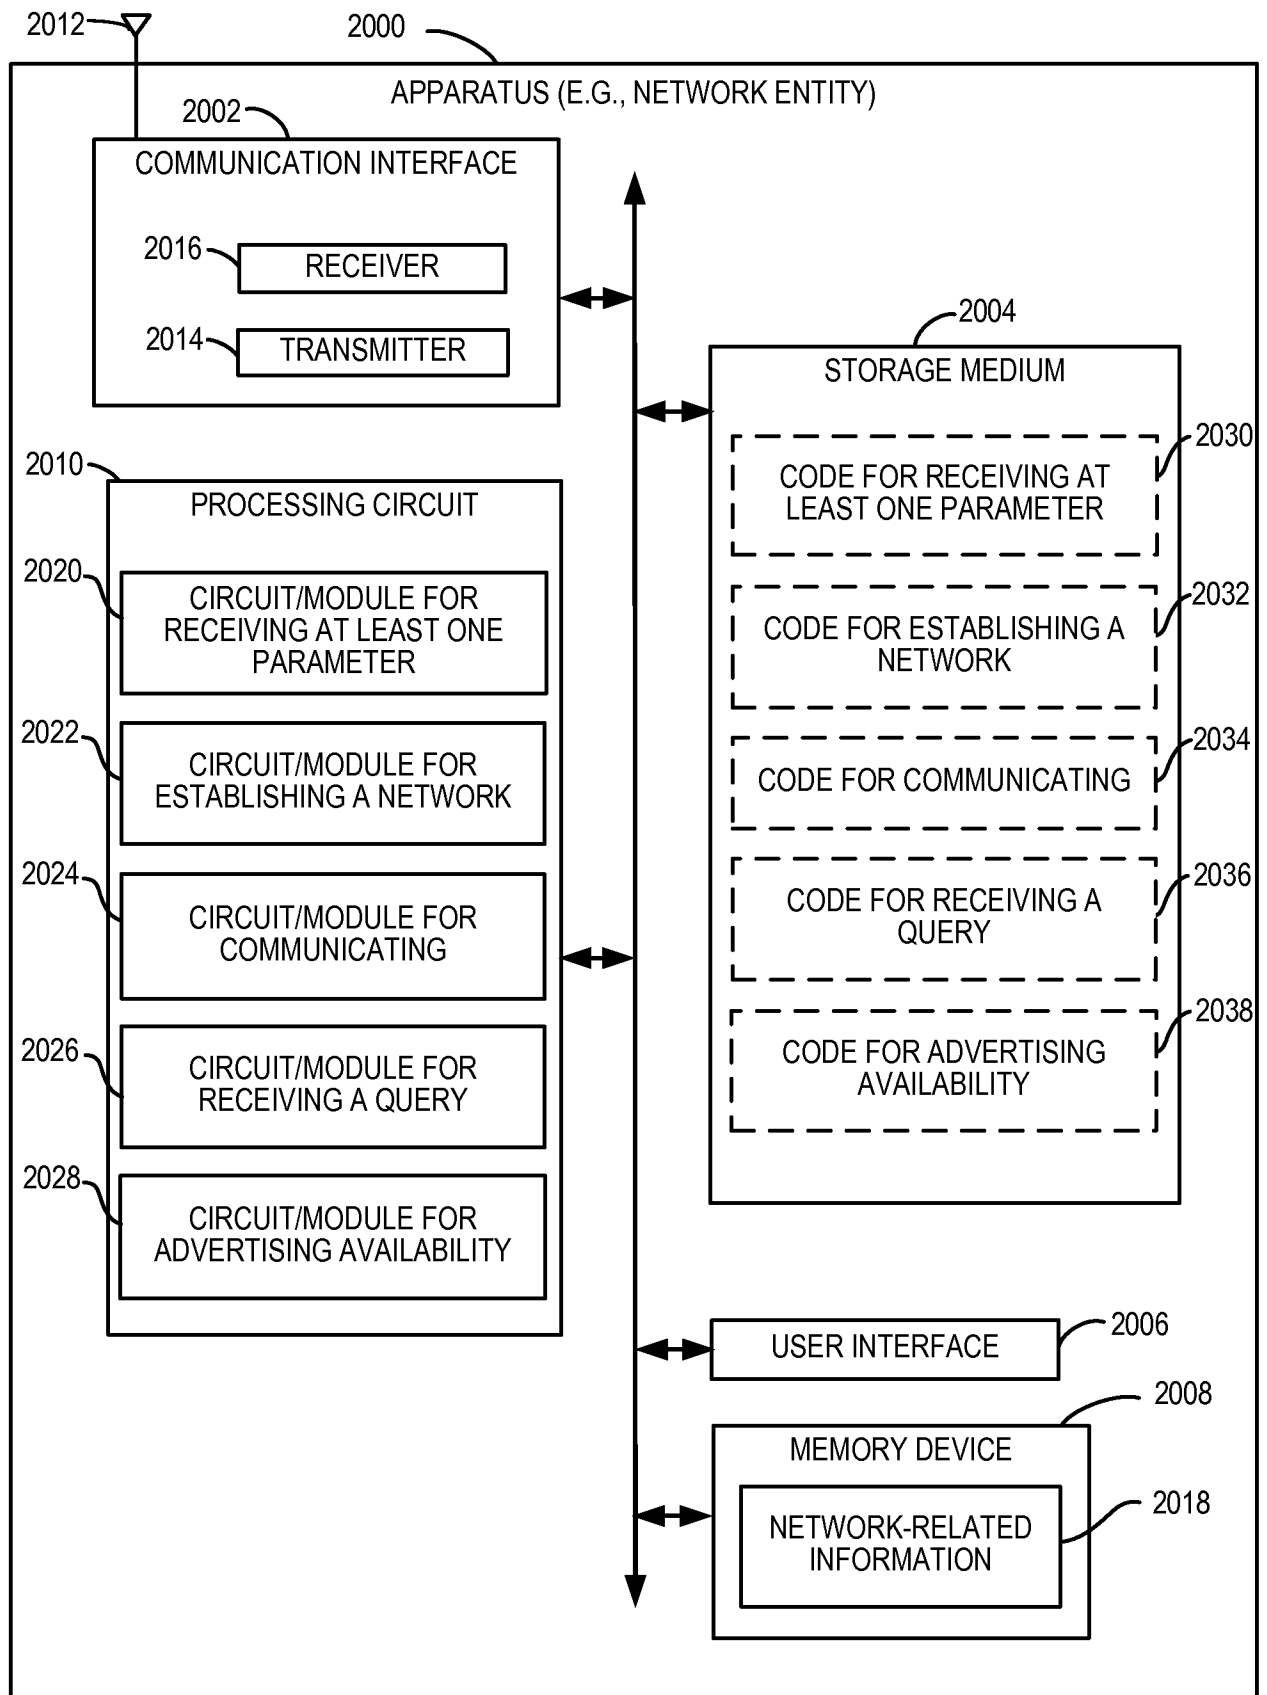 2012
2000
APPARATUS (E.G., NETWORK ENTITY)
2002
COMMUNICATION INTERFACE
2016
RECEIVER
2014
TRANSMITTER
2010
PROCESSING CIRCUIT
2020
CIRCUIT/MODULE FOR
RECEIVING AT LEAST ONE
PARAMETER
2022
CIRCUIT/MODULE FOR
ESTABLISHING A NETWORK
2024
CIRCUIT/MODULE FOR
COMMUNICATING
2026
CIRCUIT/MODULE FOR
RECEIVING A QUERY
2028
CIRCUIT/MODULE FOR
ADVERTISING AVAILABILITY
2004
STORAGE MEDIUM
2030
CODE FOR RECEIVING AT
LEAST ONE PARAMETER
2032
CODE FOR ESTABLISHING A
NETWORK
2034
CODE FOR COMMUNICATING
2036
CODE FOR RECEIVING A
QUERY
2038
CODE FOR ADVERTISING
AVAILABILITY
2006
USER INTERFACE
2008
MEMORY DEVICE
2018
NETWORK-RELATED
INFORMATION